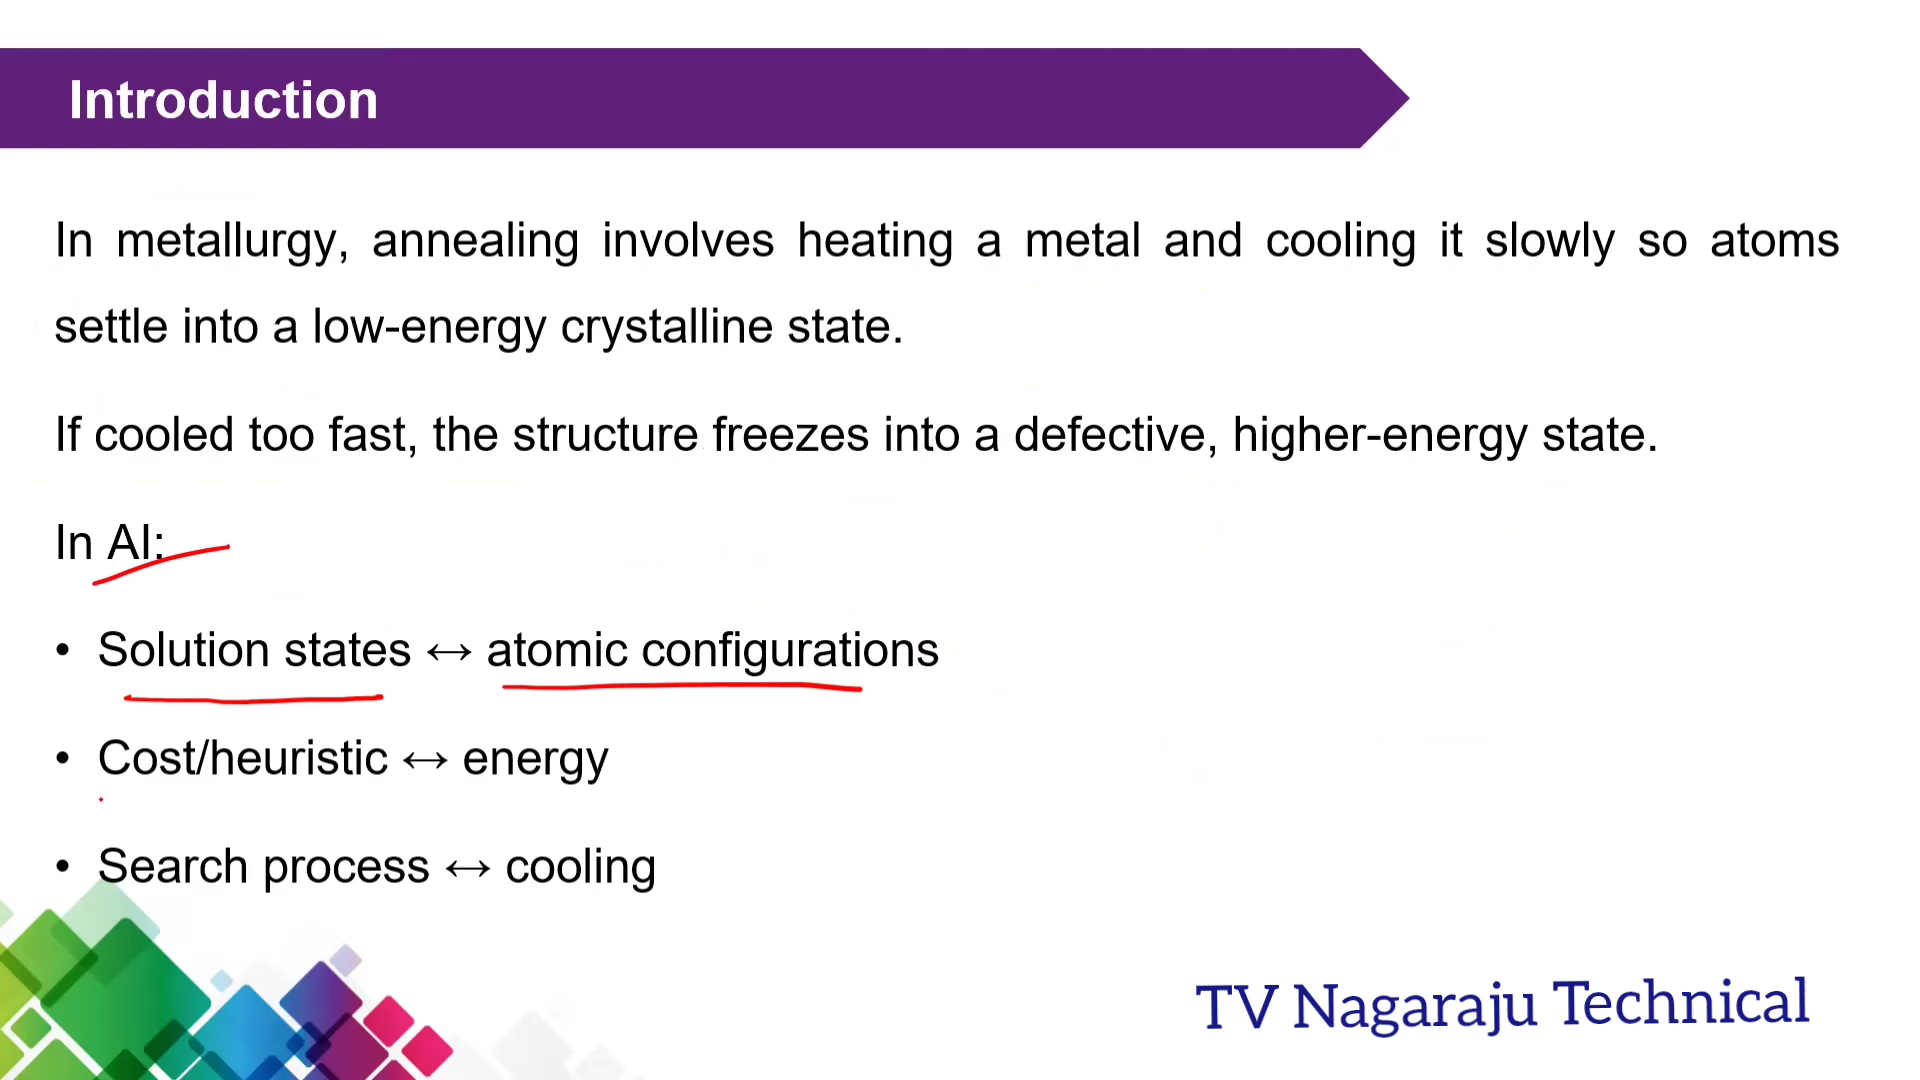 Introduction
In metallurgy, annealing involves heating a metal and cooling it slowly so atoms
settle into a low-energy crystalline state.
If cooled too fast, the structure freezes into a defective, higher-energy state.
In AI:
• Solution states ↔ atomic configurations
• Cost/heuristic ↔ energy
• Search process ↔ cooling
TV Nagaraju Technical